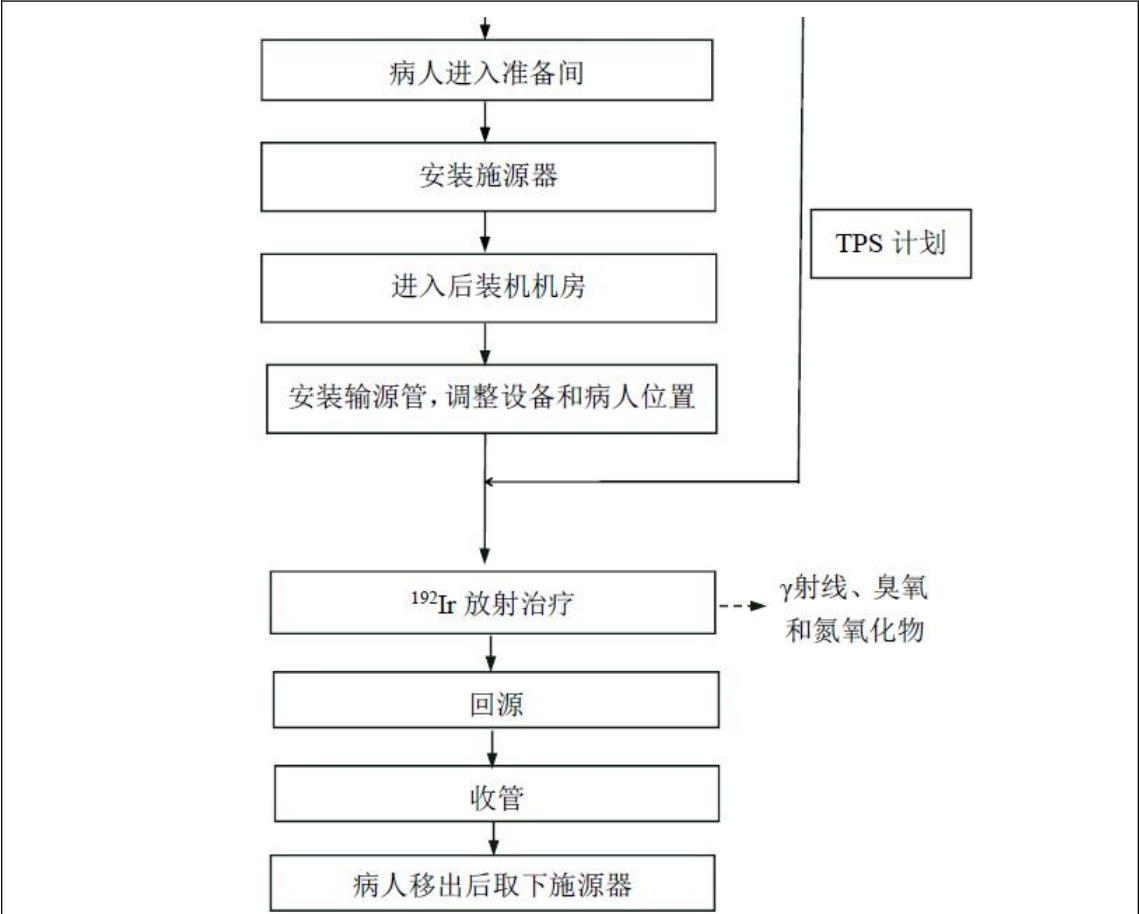 病人进入准备间
安装施源器
进入后装机机房
TPS 计划
安装输源管，调整设备和病人位置
¹⁹²Ir 放射治疗
γ射线、臭氧
和氮氧化物
回源
收管
病人移出后取下施源器